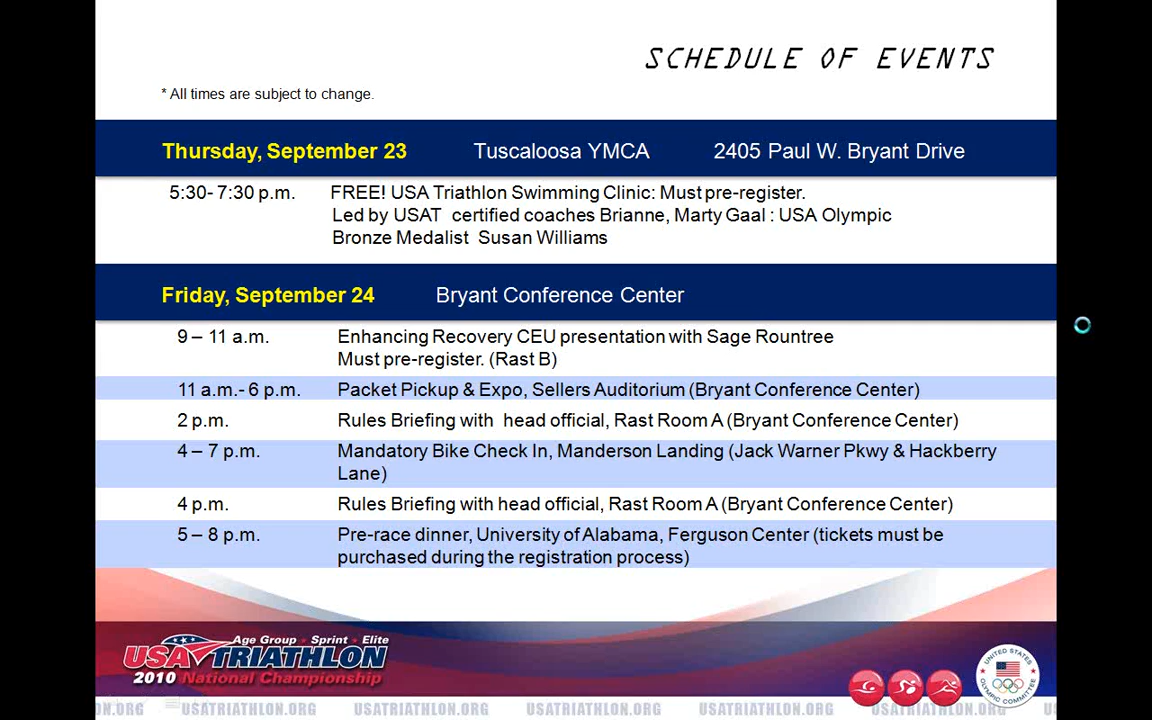 SCHEDULE OF EVENTS
* All times are subject to change.
Thursday, September 23 Tuscaloosa YMCA 2405 Paul W. Bryant Drive
5:30- 7:30 p.m. FREE! USA Triathlon Swimming Clinic: Must pre-register.
Led by USAT certified coaches Brianne, Marty Gaal : USA Olympic
Bronze Medalist Susan Williams
Friday, September 24 Bryant Conference Center
9 – 11 a.m. Enhancing Recovery CEU presentation with Sage Rountree
Must pre-register. (Rast B)
11 a.m.- 6 p.m. Packet Pickup & Expo, Sellers Auditorium (Bryant Conference Center)
2 p.m. Rules Briefing with head official, Rast Room A (Bryant Conference Center)
4 – 7 p.m. Mandatory Bike Check In, Manderson Landing (Jack Warner Pkwy & Hackberry
Lane)
4 p.m. Rules Briefing with head official, Rast Room A (Bryant Conference Center)
5 – 8 p.m. Pre-race dinner, University of Alabama, Ferguson Center (tickets must be
purchased during the registration process)
Age Group Sprint Elite
USA TRIATHLON
2010 National Championship
UNITED STATES
OLYMPIC COMMITTEE
N.ORG USATRIATHLON.ORG USATRIATHLON.ORG USATRIATHLON.ORG USATRIATHLON.ORG USATRIATHLON.ORG